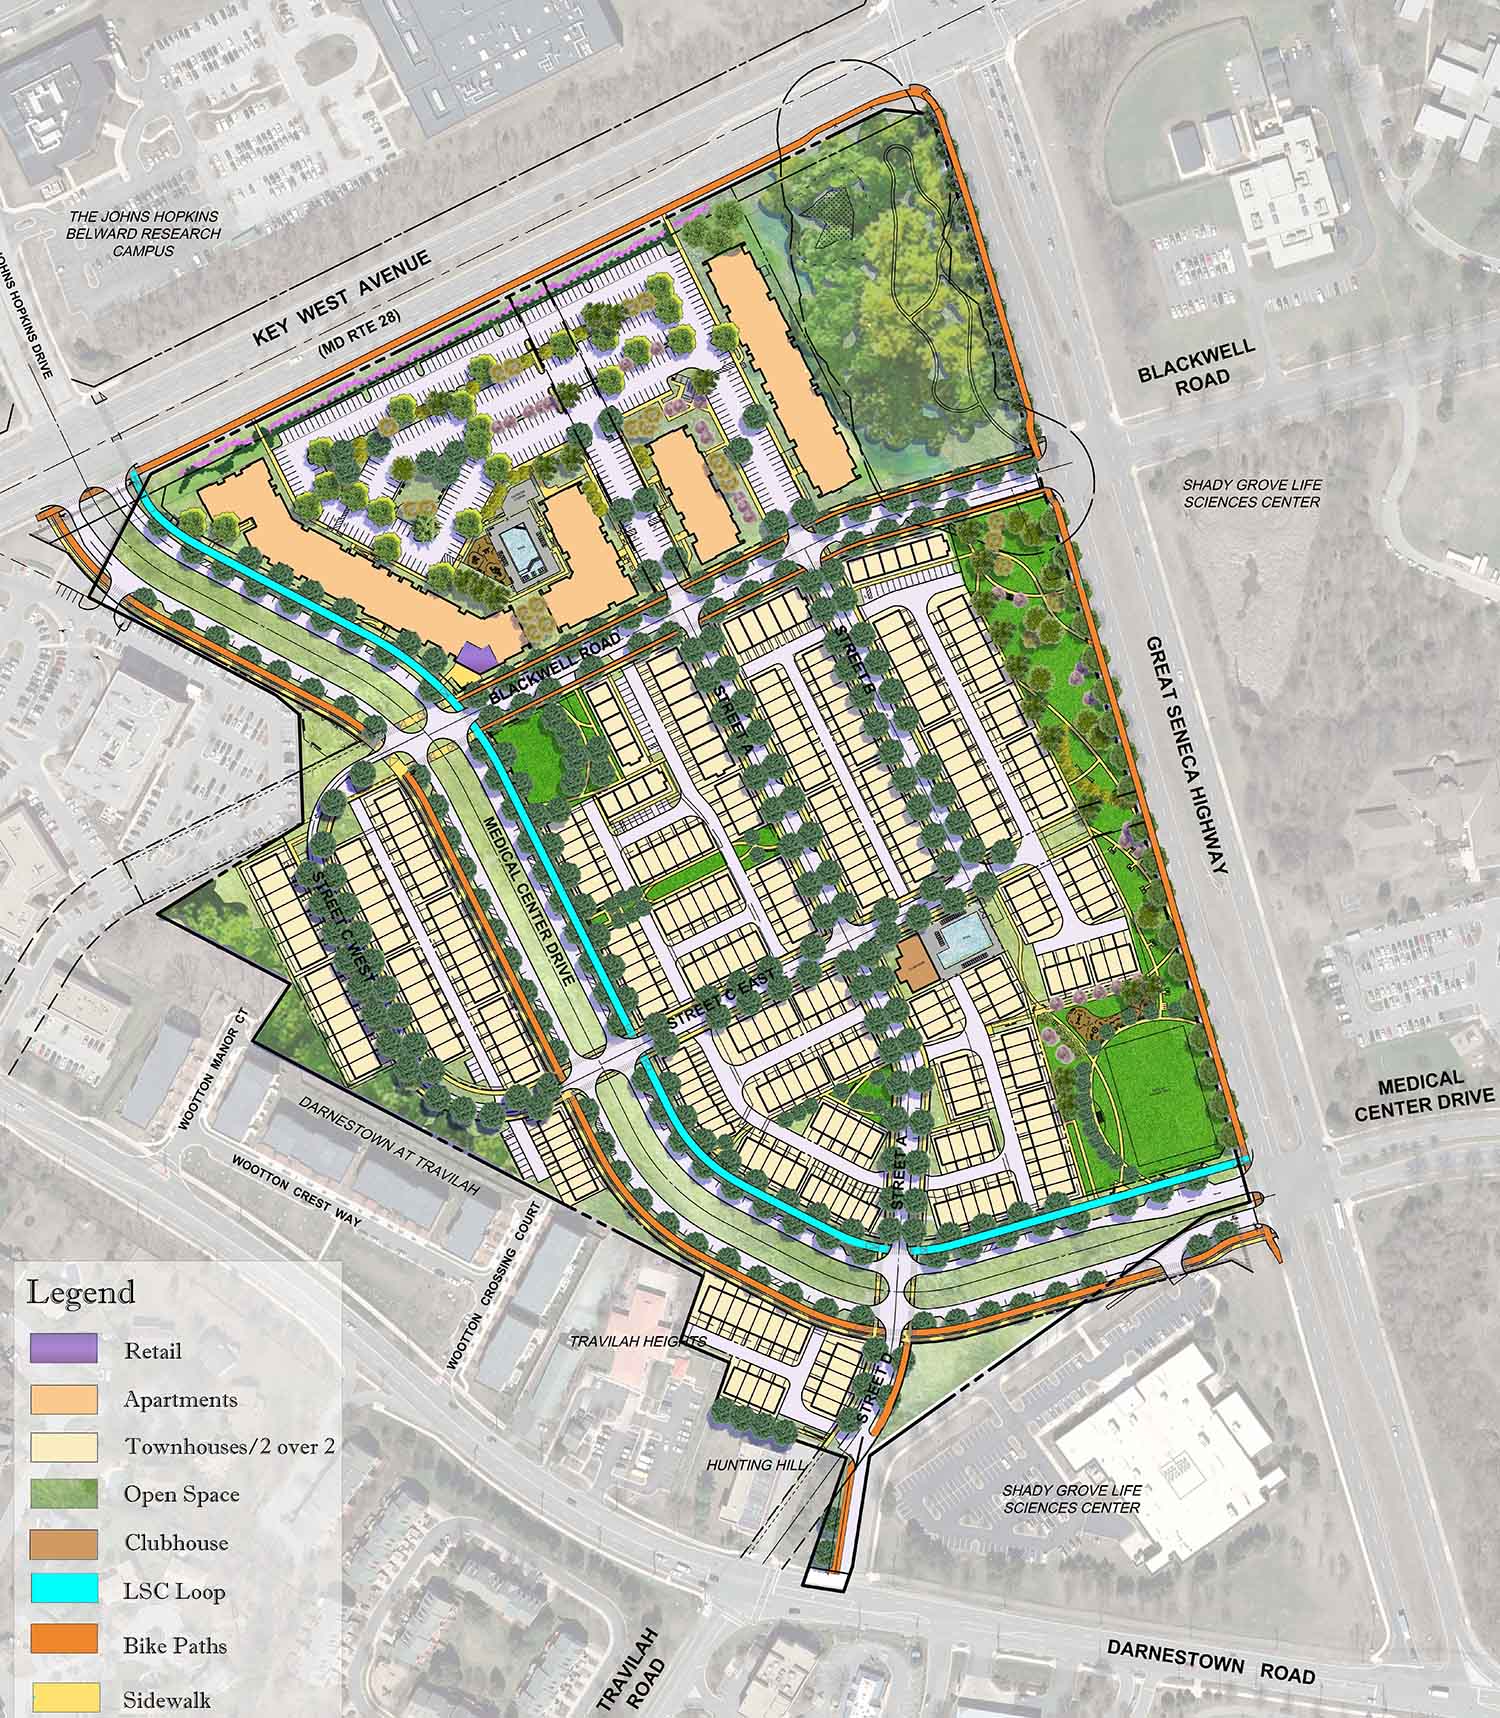 THE JOHNS HOPKINS
BELWARD RESEARCH
CAMPUS
JOHNS HOPKINS DRIVE
KEY WEST AVENUE
(MD RTE 28)
BLACKWELL
ROAD
SHADY GROVE LIFE
SCIENCES CENTER
GREAT SENECA HIGHWAY
BLACKWELL ROAD
STREET B
STREET A
MEDICAL CENTER DRIVE
STREET C WEST
STREET C EAST
WOOTTON MANOR CT
DARNESTOWN AT TRAVILAH
WOOTTON CREST WAY
WOOTTON CROSSING COURT
MEDICAL
CENTER DRIVE
STREET A
TRAVILAH HEIGHTS
STREET D
HUNTING HILL
SHADY GROVE LIFE
SCIENCES CENTER
TRAVILAH
ROAD
DARNESTOWN ROAD
Legend
Retail
Apartments
Townhouses/2 over 2
Open Space
Clubhouse
LSC Loop
Bike Paths
Sidewalk